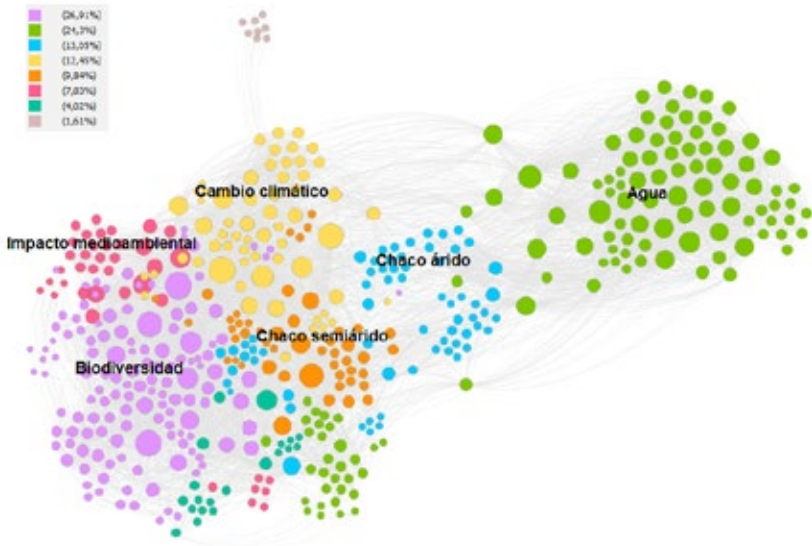 (26,91%)
(24,3%)
(13,05%)
(12,45%)
(9,84%)
(7,03%)
(4,02%)
(1,61%)
Cambio climático
Agua
Impacto medioambiental
Chaco árido
Chaco semiárido
Biodiversidad